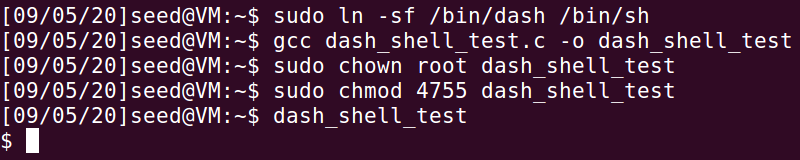 [09/05/20]seed@VM:~$ sudo ln -sf /bin/dash /bin/sh
[09/05/20]seed@VM:~$ gcc dash_shell_test.c -o dash_shell_test
[09/05/20]seed@VM:~$ sudo chown root dash_shell_test
[09/05/20]seed@VM:~$ sudo chmod 4755 dash_shell_test
[09/05/20]seed@VM:~$ dash_shell_test
$